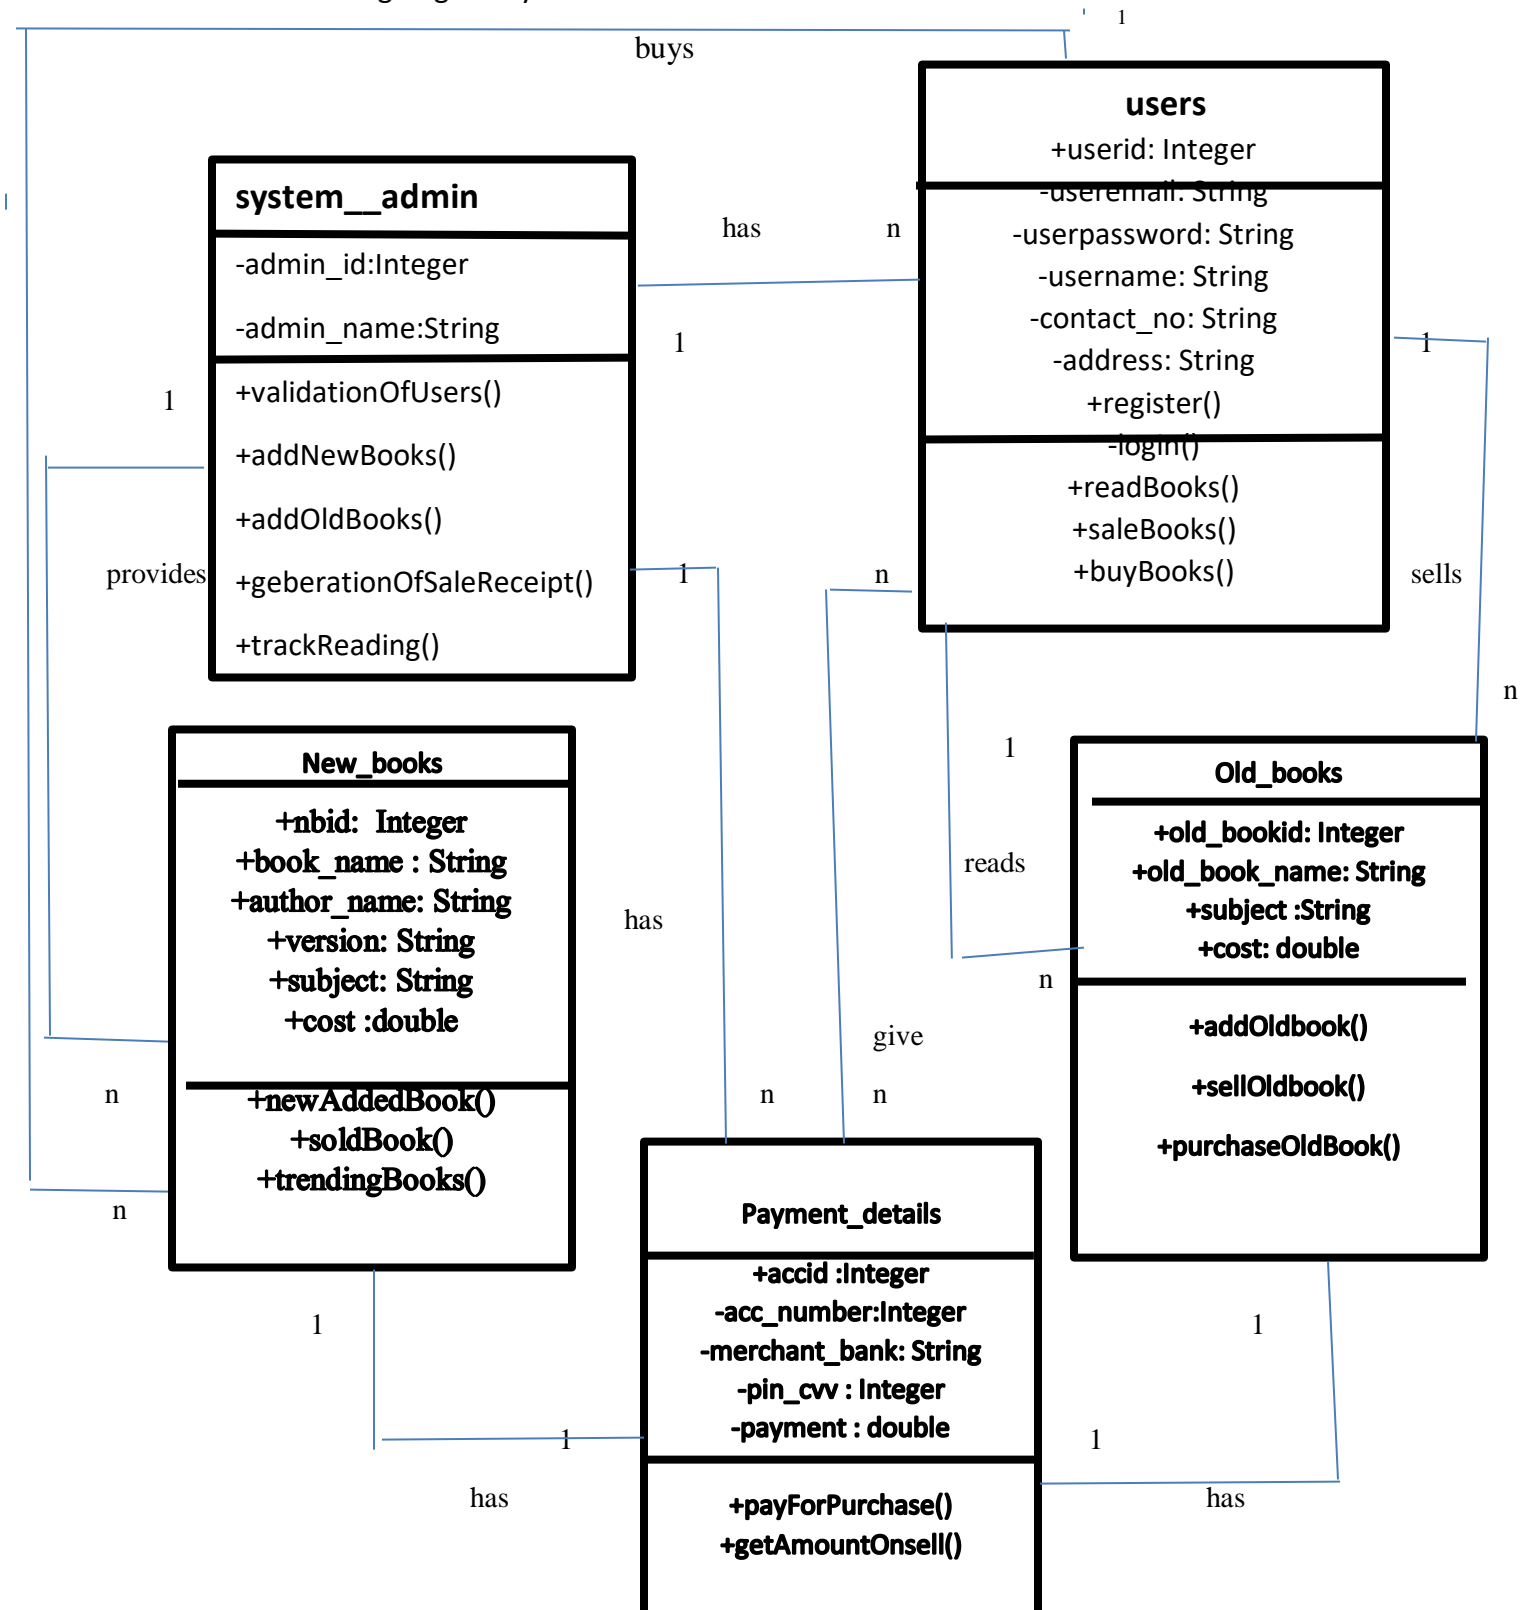 1
buys
users
+userid: Integer
-useremail: String
-userpassword: String
-username: String
-contact_no: String
-address: String
+register()
-login()
+readBooks()
+saleBooks()
+buyBooks()
system__admin
-admin_id:Integer
-admin_name:String
+validationOfUsers()
+addNewBooks()
+addOldBooks()
+geberationOfSaleReceipt()
+trackReading()
has
n
1
1
1
provides
1
n
sells
n
New_books
+nbid: Integer
+book_name : String
+author_name: String
+version: String
+subject: String
+cost :double
+newAddedBook()
+soldBook()
+trendingBooks()
1
reads
n
Old_books
+old_bookid: Integer
+old_book_name: String
+subject :String
+cost: double
+addOldbook()
+sellOldbook()
+purchaseOldBook()
has
give
n
n
n
n
Payment_details
+accid :Integer
-acc_number:Integer
-merchant_bank: String
-pin_cvv : Integer
-payment : double
+payForPurchase()
+getAmountOnsell()
1
1
has
1
1
has